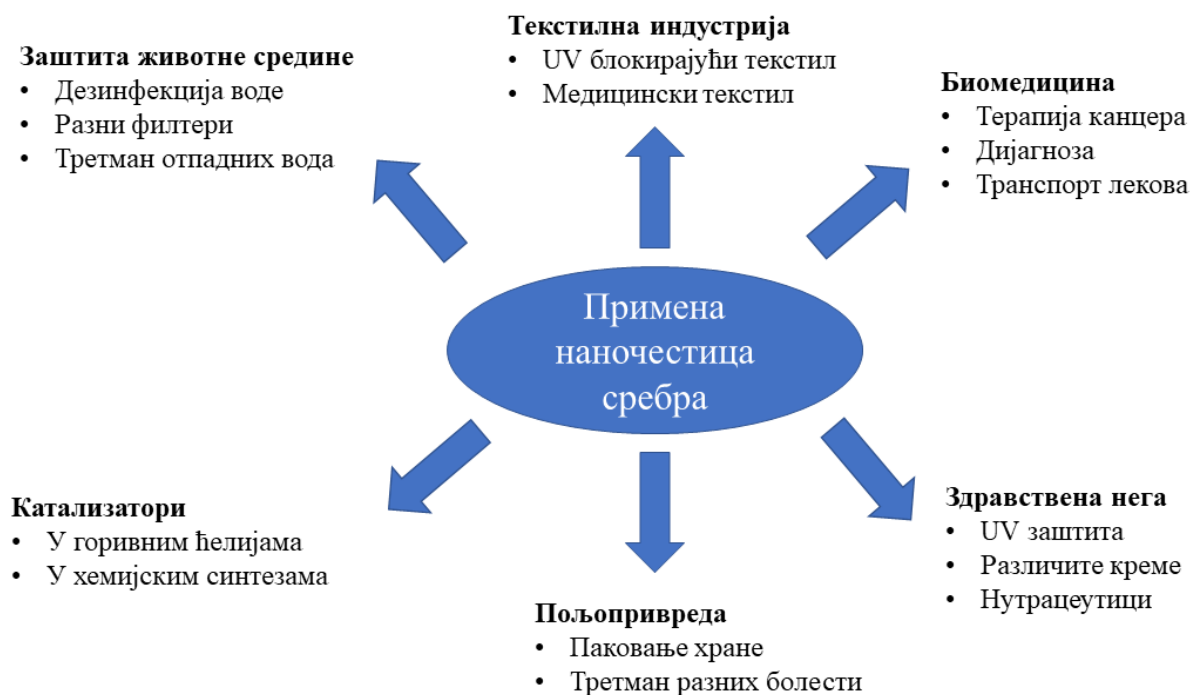 Текстилна индустрија
• UV блокирајући текстил
• Медицински текстил
Заштита животне средине
• Дезинфекција воде
• Разни филтери
• Третман отпадних вода
Биомедицина
• Терапија канцера
• Дијагноза
• Транспорт лекова
Примена
наночестица
сребра
Катализатори
• У горивним ћелијама
• У хемијским синтезама
Здравствена нега
• UV заштита
• Различите креме
• Нутрацеутици
Пољопривреда
• Паковање хране
• Третман разних болести